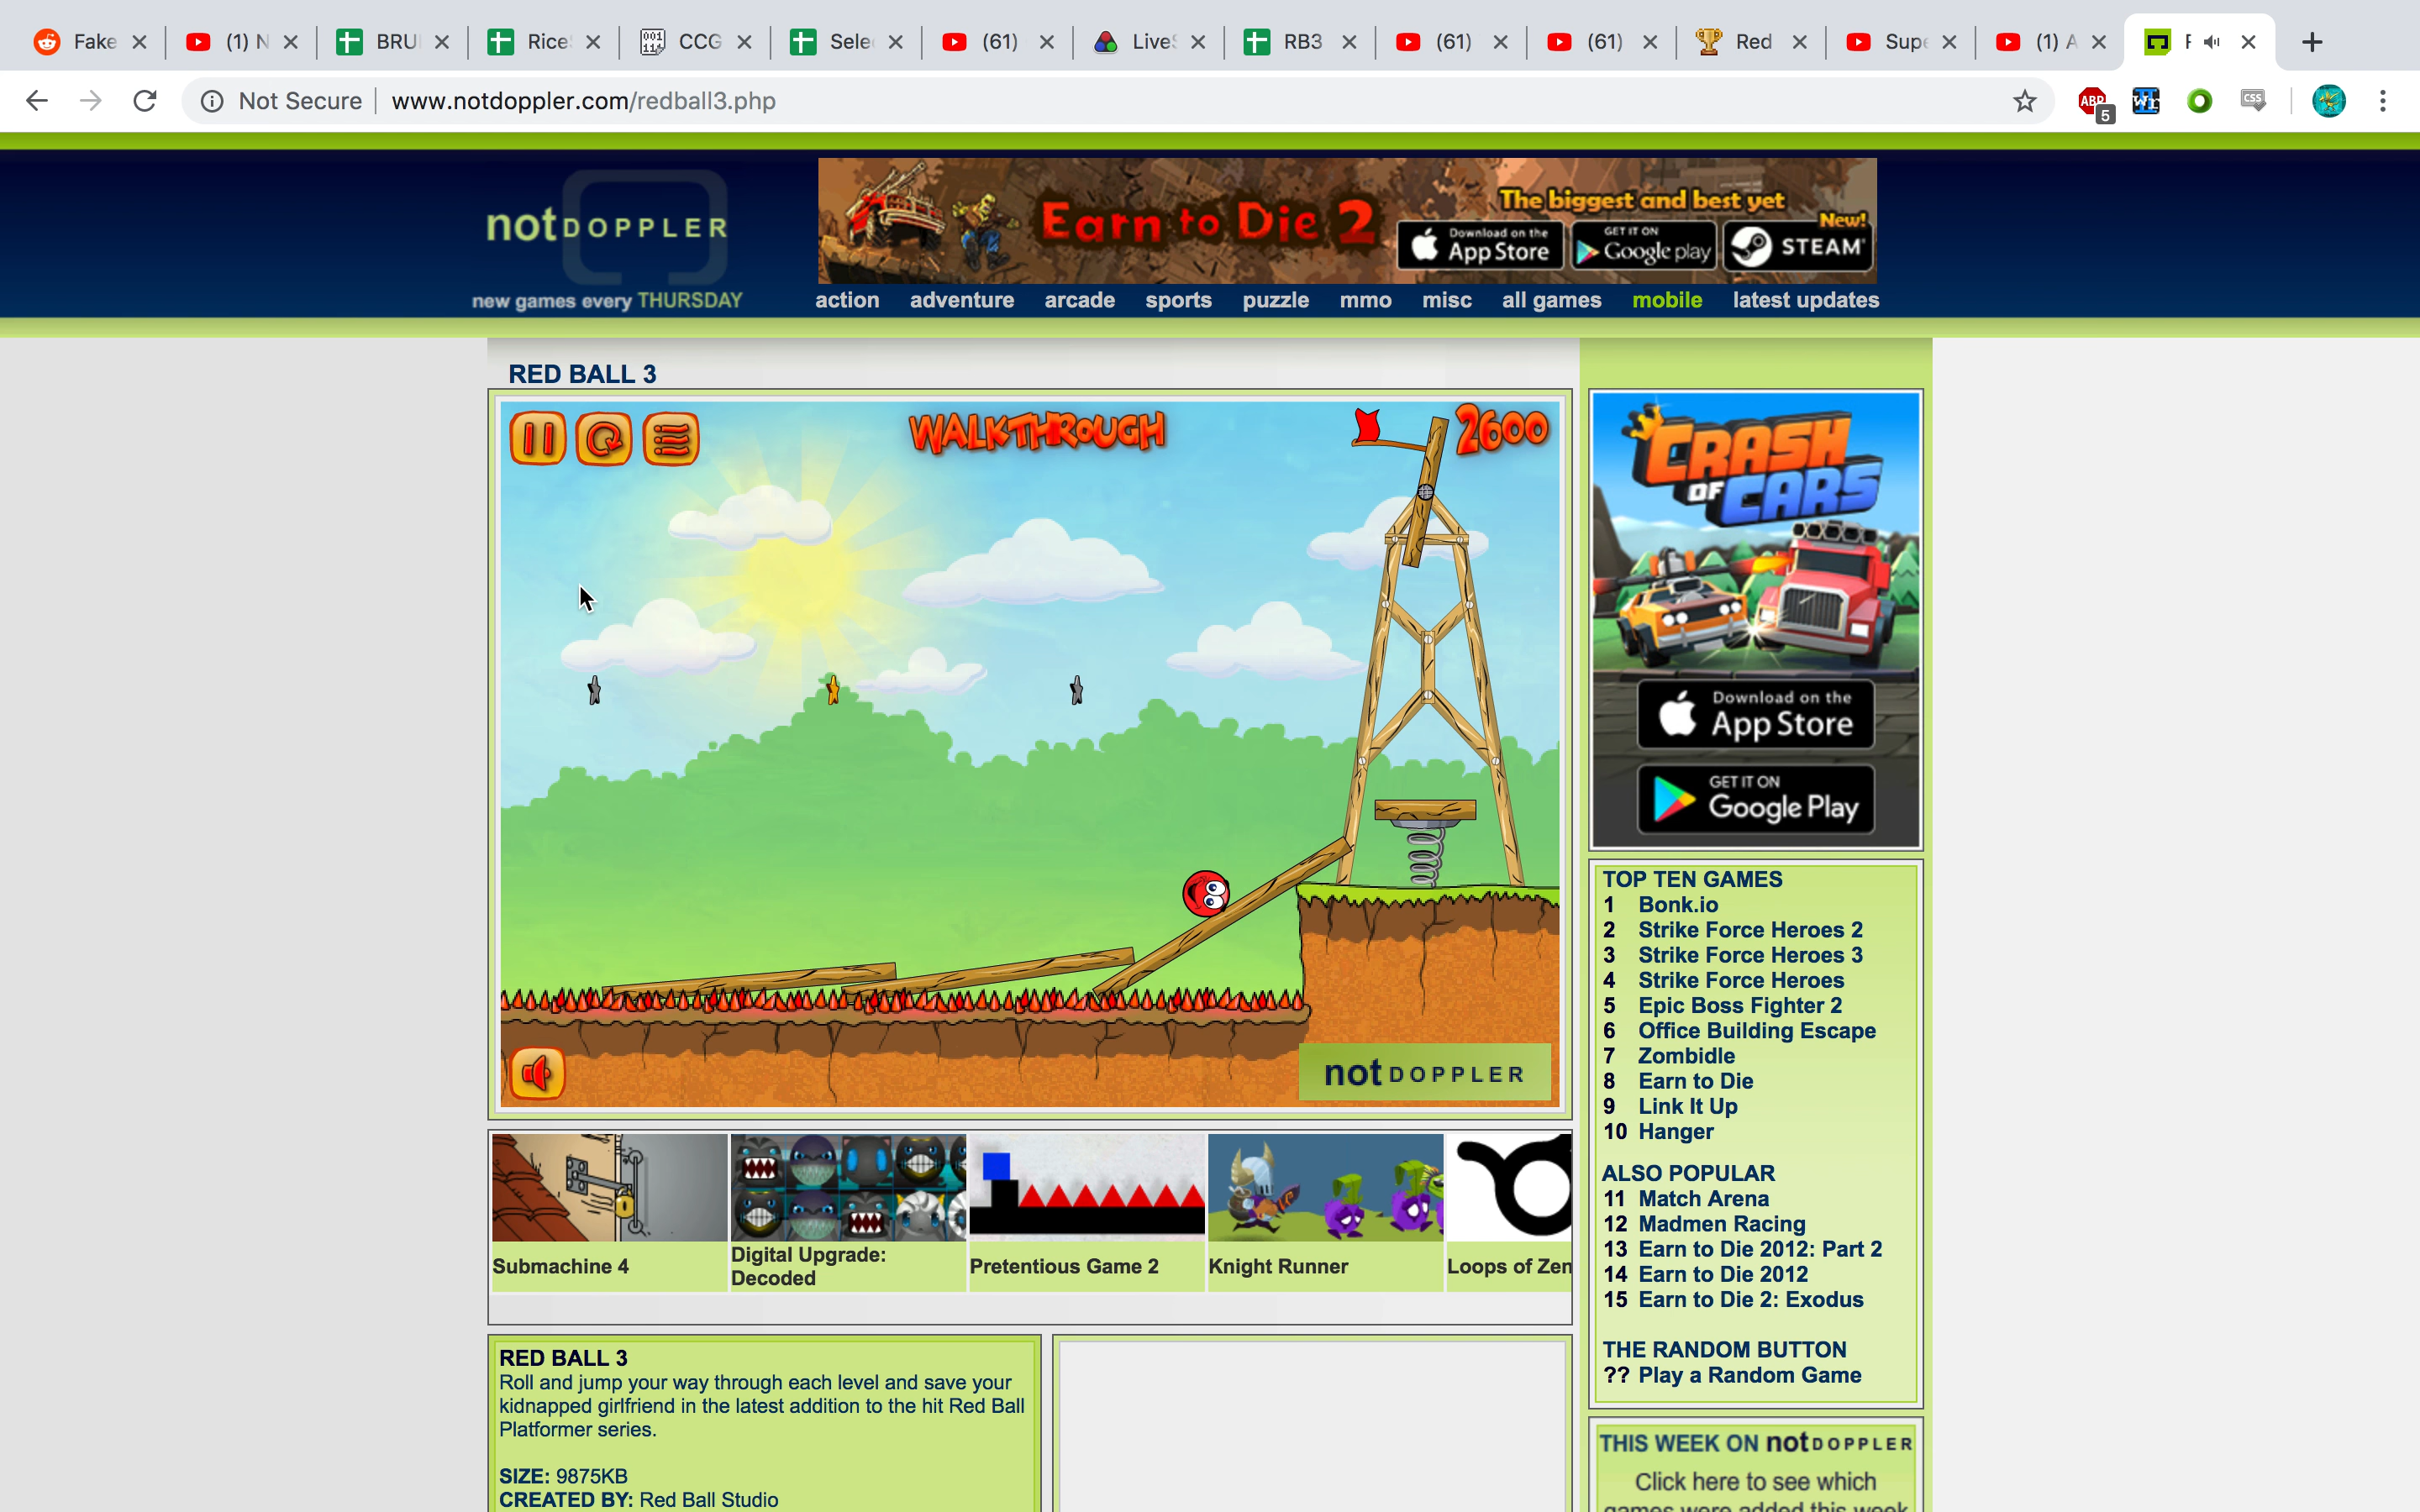 Fake
(1) N
BRU
Rice
CCG
Sele
(61)
Live
RB3
(61)
(61)
Red
Supe
(1) A
Not Secure
www.notdoppler.com/redball3.php
ABP
5
CSS
notDOPPLER
new games every THURSDAY
Earn to Die 2
The biggest and best yet
New!
Download on the
App Store
GET IT ON
Google play
STEAM
action adventure arcade sports puzzle mmo misc all games mobile latest updates
RED BALL 3
WALKTHROUGH
2600
notDOPPLER
CRASH
OF
CARS
Download on the
App Store
GET IT ON
Google Play
TOP TEN GAMES
1 Bonk.io
2 Strike Force Heroes 2
3 Strike Force Heroes 3
4 Strike Force Heroes
5 Epic Boss Fighter 2
6 Office Building Escape
7 Zombidle
8 Earn to Die
9 Link It Up
10 Hanger
ALSO POPULAR
11 Match Arena
12 Madmen Racing
13 Earn to Die 2012: Part 2
14 Earn to Die 2012
15 Earn to Die 2: Exodus
THE RANDOM BUTTON
?? Play a Random Game
Submachine 4
Digital Upgrade:
Decoded
Pretentious Game 2
Knight Runner
Loops of Zen
RED BALL 3
Roll and jump your way through each level and save your
kidnapped girlfriend in the latest addition to the hit Red Ball
Platformer series.
SIZE: 9875KB
CREATED BY: Red Ball Studio
THIS WEEK ON notDOPPLER
Click here to see which
games were added this week